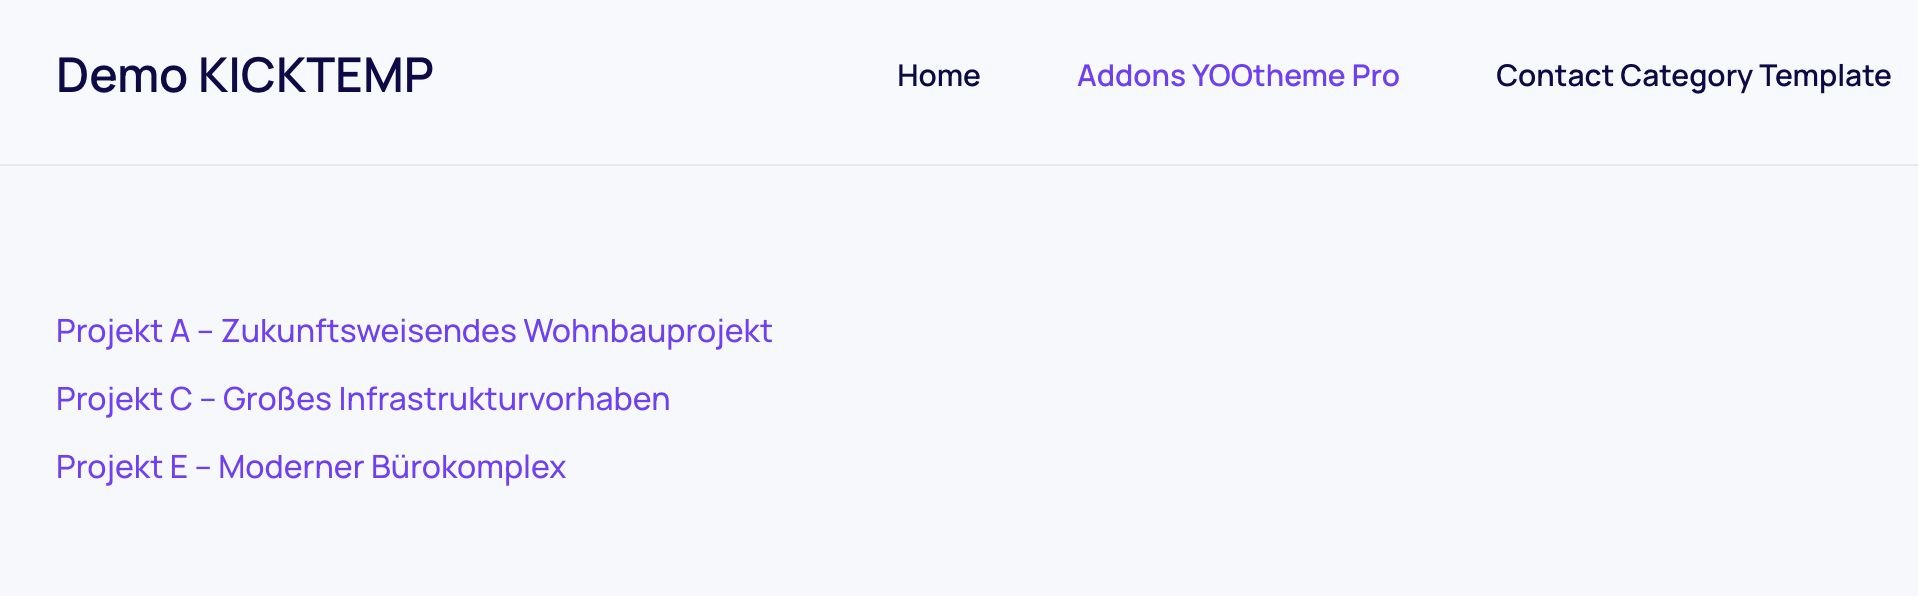 Demo KICKTEMP
Home Addons YOOtheme Pro Contact Category Template
Projekt A – Zukunftsweisendes Wohnbauprojekt
Projekt C – Großes Infrastrukturvorhaben
Projekt E – Moderner Bürokomplex